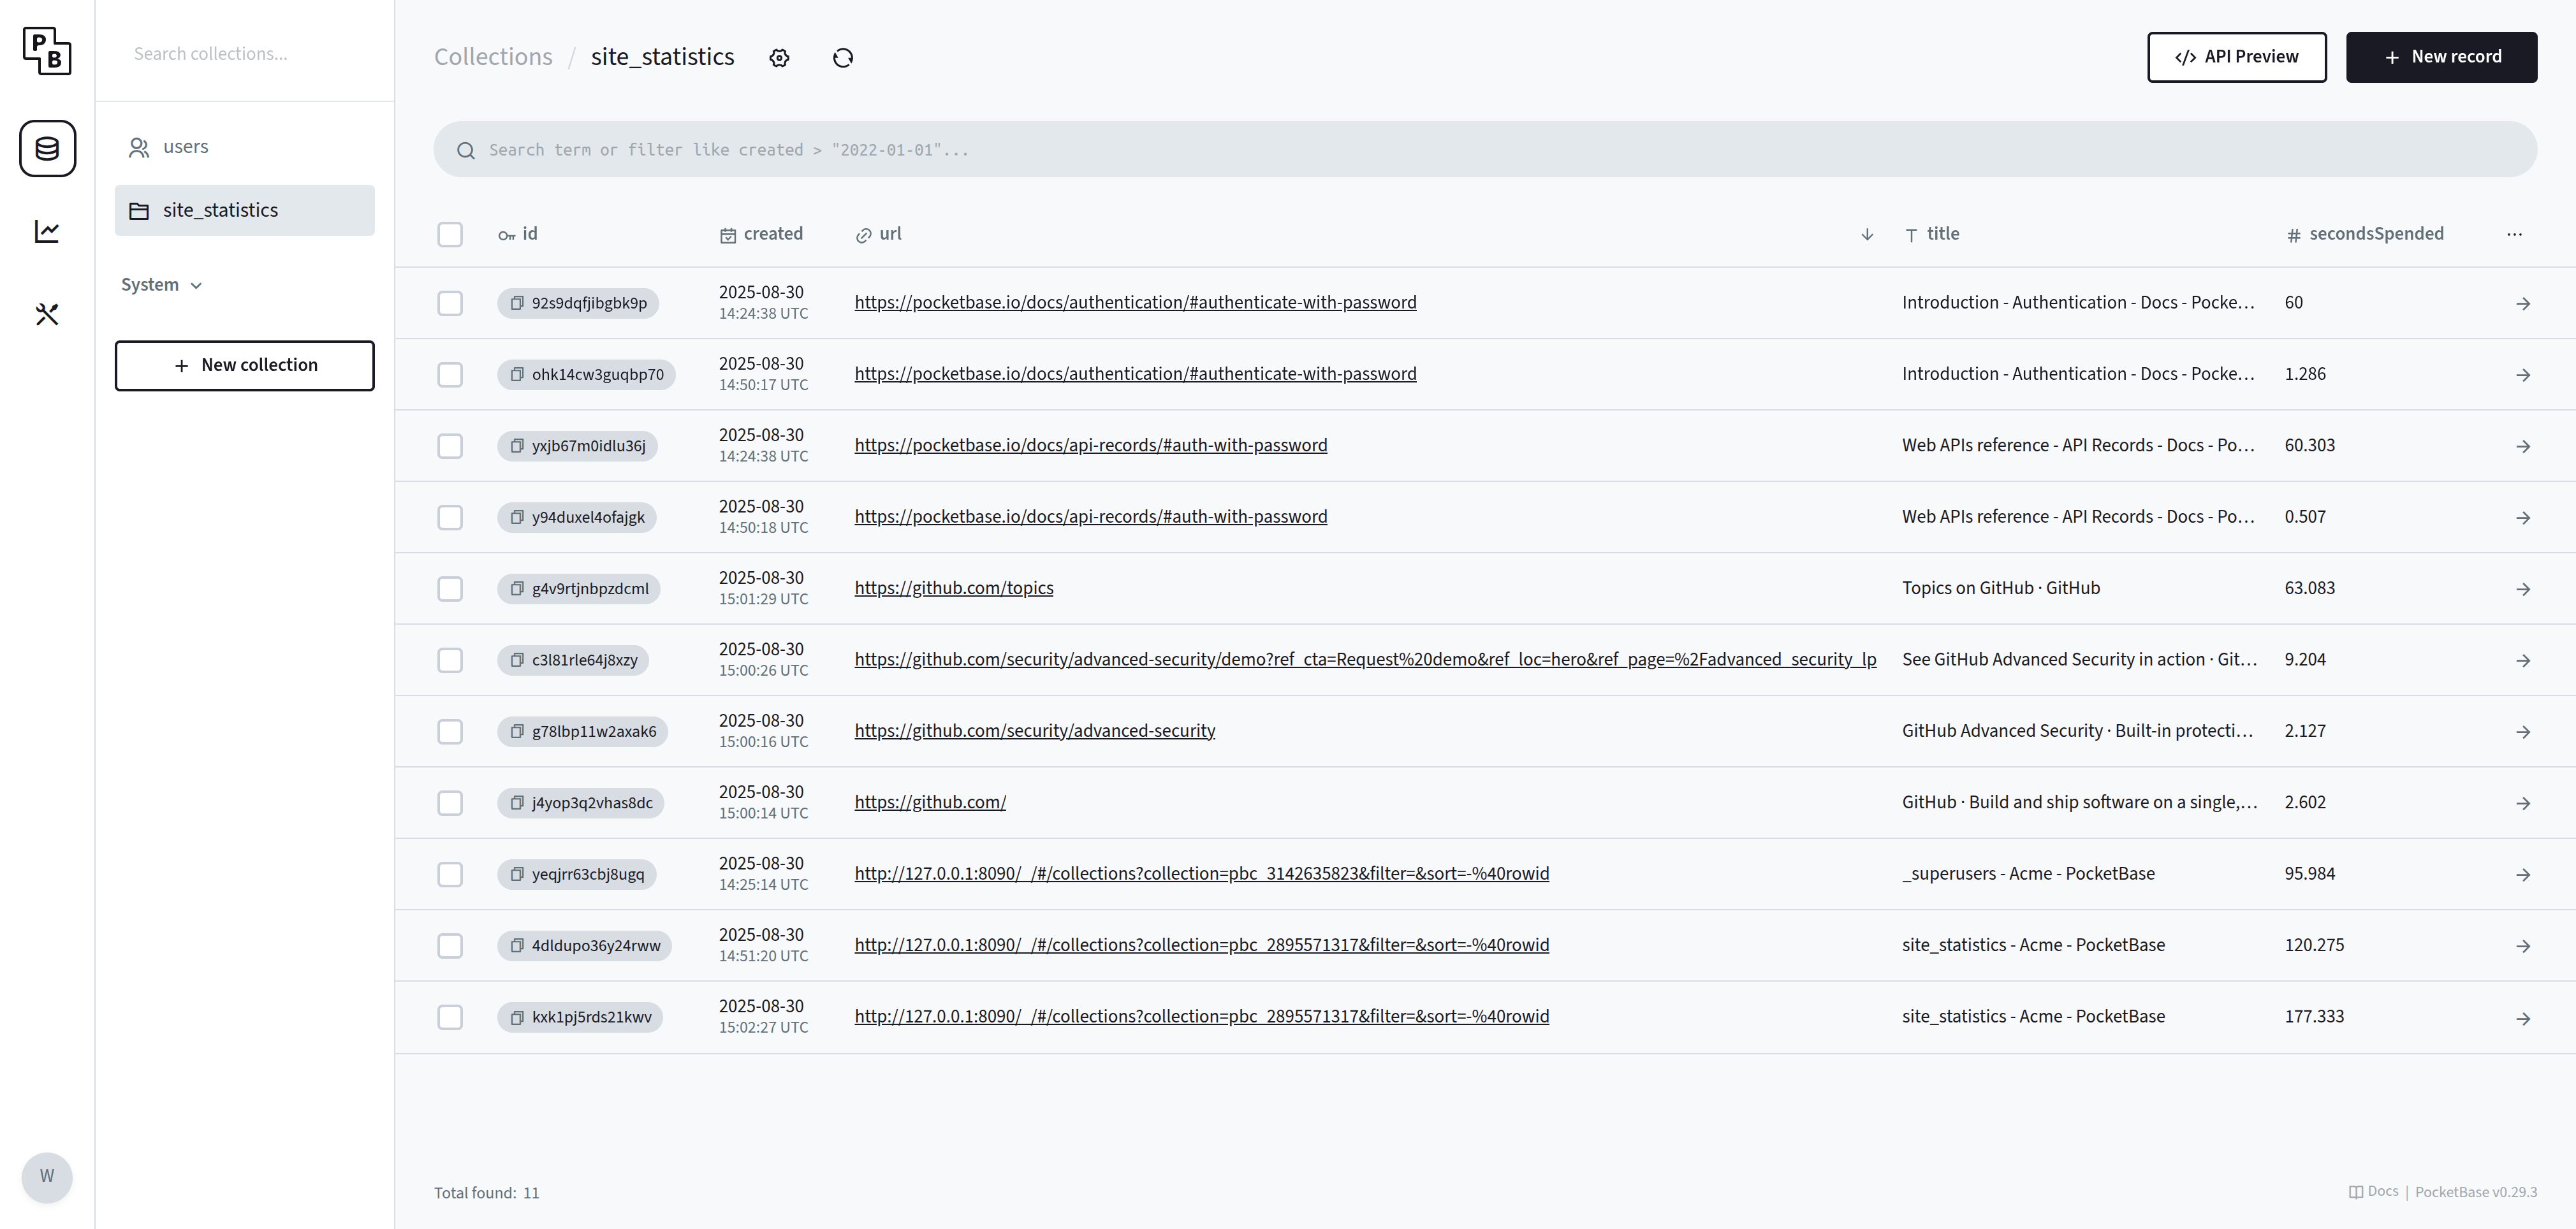 P
B
Search collections...
users
site_statistics
System
New collection
W
Collections / site_statistics
API Preview
New record
Search term or filter like created > "2022-01-01"...
id created url title secondsSpended ...
92s9dqfjibgbk9p 2025-08-30 14:24:38 UTC https://pocketbase.io/docs/authentication/#authenticate-with-password Introduction - Authentication - Docs - Pocke... 60
ohk14cw3guqbp70 2025-08-30 14:50:17 UTC https://pocketbase.io/docs/authentication/#authenticate-with-password Introduction - Authentication - Docs - Pocke... 1.286
yxjb67m0idlu36j 2025-08-30 14:24:38 UTC https://pocketbase.io/docs/api-records/#auth-with-password Web APIs reference - API Records - Docs - Po... 60.303
y94duxel4ofajgk 2025-08-30 14:50:18 UTC https://pocketbase.io/docs/api-records/#auth-with-password Web APIs reference - API Records - Docs - Po... 0.507
g4v9rtjnbpzdcml 2025-08-30 15:01:29 UTC https://github.com/topics Topics on GitHub · GitHub 63.083
c3l81rle64j8xzy 2025-08-30 15:00:26 UTC https://github.com/security/advanced-security/demo?ref_cta=Request%20demo&ref_loc=hero&ref_page=%2Fadvanced_security_lp See GitHub Advanced Security in action · Git... 9.204
g78lbp11w2axak6 2025-08-30 15:00:16 UTC https://github.com/security/advanced-security GitHub Advanced Security · Built-in protecti... 2.127
j4yop3q2vhas8dc 2025-08-30 15:00:14 UTC https://github.com/ GitHub · Build and ship software on a single,... 2.602
yeqjrr63cbj8ugq 2025-08-30 14:25:14 UTC http://127.0.0.1:8090/_/#/collections?collection=pbc_3142635823&filter=&sort=-%40rowid _superusers - Acme - PocketBase 95.984
4dldupo36y24rww 2025-08-30 14:51:20 UTC http://127.0.0.1:8090/_/#/collections?collection=pbc_2895571317&filter=&sort=-%40rowid site_statistics - Acme - PocketBase 120.275
kxk1pj5rds21kwv 2025-08-30 15:02:27 UTC http://127.0.0.1:8090/_/#/collections?collection=pbc_2895571317&filter=&sort=-%40rowid site_statistics - Acme - PocketBase 177.333
Total found: 11
Docs | PocketBase v0.29.3